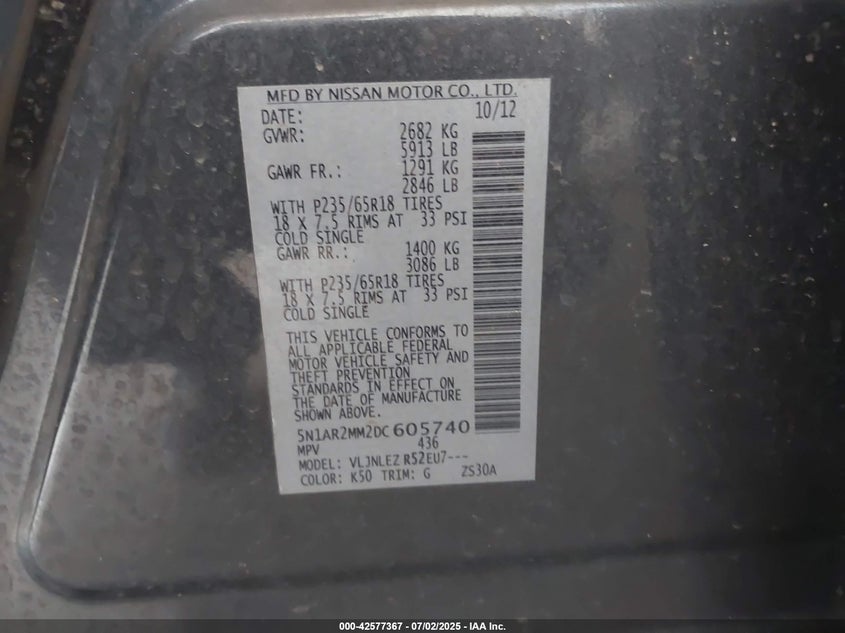 MFD BY NISSAN MOTOR CO., LTD.
DATE: 10/12
GVWR: 2682 KG
5913 LB
GAWR FR.: 1291 KG
2846 LB
WITH P235/65R18 TIRES
18 X 7.5 RIMS AT 33 PSI
COLD SINGLE
GAWR RR.: 1400 KG
3086 LB
WITH P235/65R18 TIRES
18 X 7.5 RIMS AT 33 PSI
COLD SINGLE
THIS VEHICLE CONFORMS TO
ALL APPLICABLE FEDERAL
MOTOR VEHICLE SAFETY AND
THEFT PREVENTION
STANDARDS IN EFFECT ON
THE DATE OF MANUFACTURE
SHOWN ABOVE.
5N1AR2MM2DC605740
MPV 436
MODEL: VLJNLEZ R52EU7---
COLOR: K50 TRIM: G ZS30A
000-42577367 - 07/02/2025 - IAA Inc.